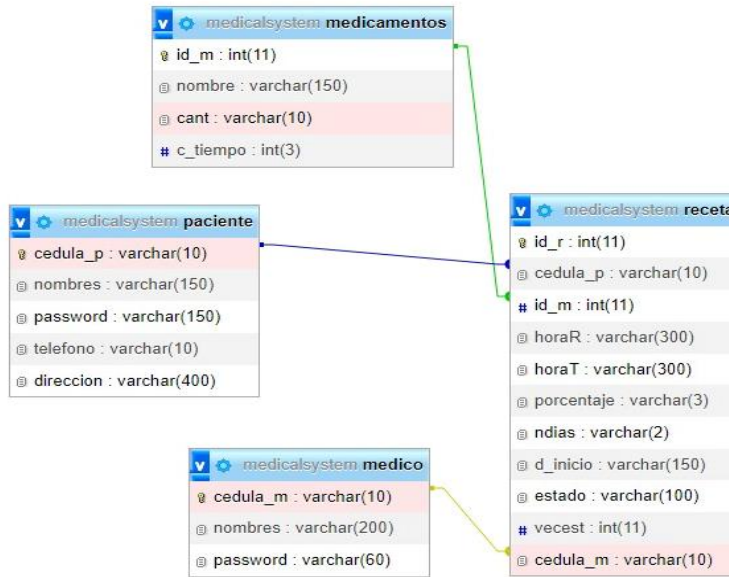 v medicalsystem medicamentos
id_m : int(11)
nombre : varchar(150)
cant : varchar(10)
# c_tiempo : int(3)
v medicalsystem paciente
cedula_p : varchar(10)
nombres : varchar(150)
password : varchar(150)
telefono : varchar(10)
direccion : varchar(400)
v medicalsystem medico
cedula_m : varchar(10)
nombres : varchar(200)
password : varchar(60)
v medicalsystem receta
id_r : int(11)
cedula_p : varchar(10)
# id_m : int(11)
horaR : varchar(300)
horaT : varchar(300)
porcentaje : varchar(3)
ndias : varchar(2)
d_inicio : varchar(150)
estado : varchar(100)
# vecest : int(11)
cedula_m : varchar(10)